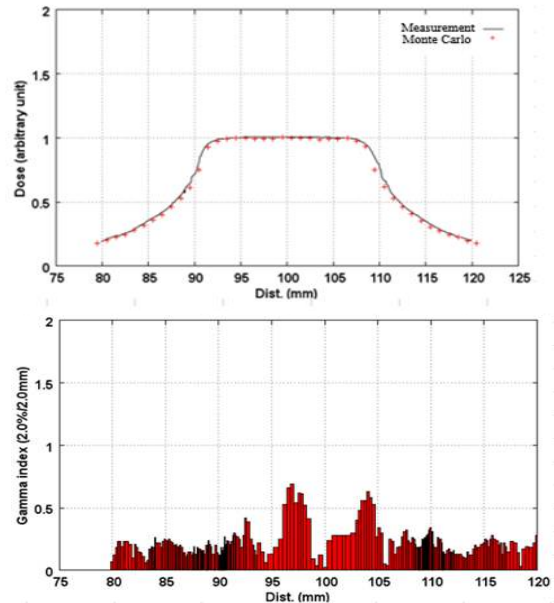 2
1.5
1
0.5
0
Dose (arbitrary unit)
Measurement
Monte Carlo
75 80 85 90 95 100 105 110 115 120 125
Dist. (mm)
2
1.5
1
0.5
0
Gamma index (2.0%/2.0mm)
75 80 85 90 95 100 105 110 115 120
Dist. (mm)